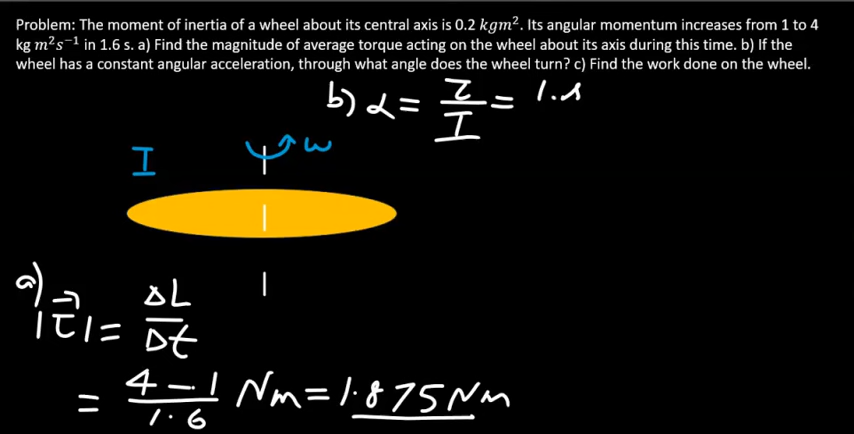 Problem: The moment of inertia of a wheel about its central axis is 0.2 kgm². Its angular momentum increases from 1 to 4
kg m²s⁻¹ in 1.6 s. a) Find the magnitude of average torque acting on the wheel about its axis during this time. b) If the
wheel has a constant angular acceleration, through what angle does the wheel turn? c) Find the work done on the wheel.
b) α = τ/I = 1.8
I ω
a)
|τ⃗| = ΔL/Δt
= 4-1/1.6 Nm = 1.875 Nm